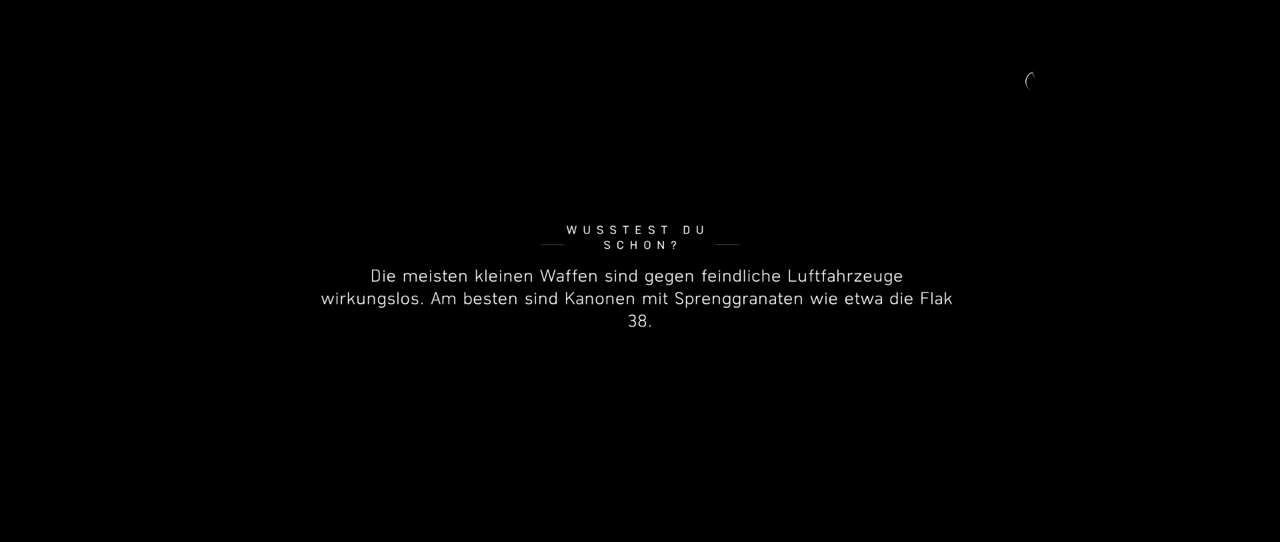 WUSSTEST DU
SCHON?
Die meisten kleinen Waffen sind gegen feindliche Luftfahrzeuge
wirkungslos. Am besten sind Kanonen mit Sprenggranaten wie etwa die Flak
38.